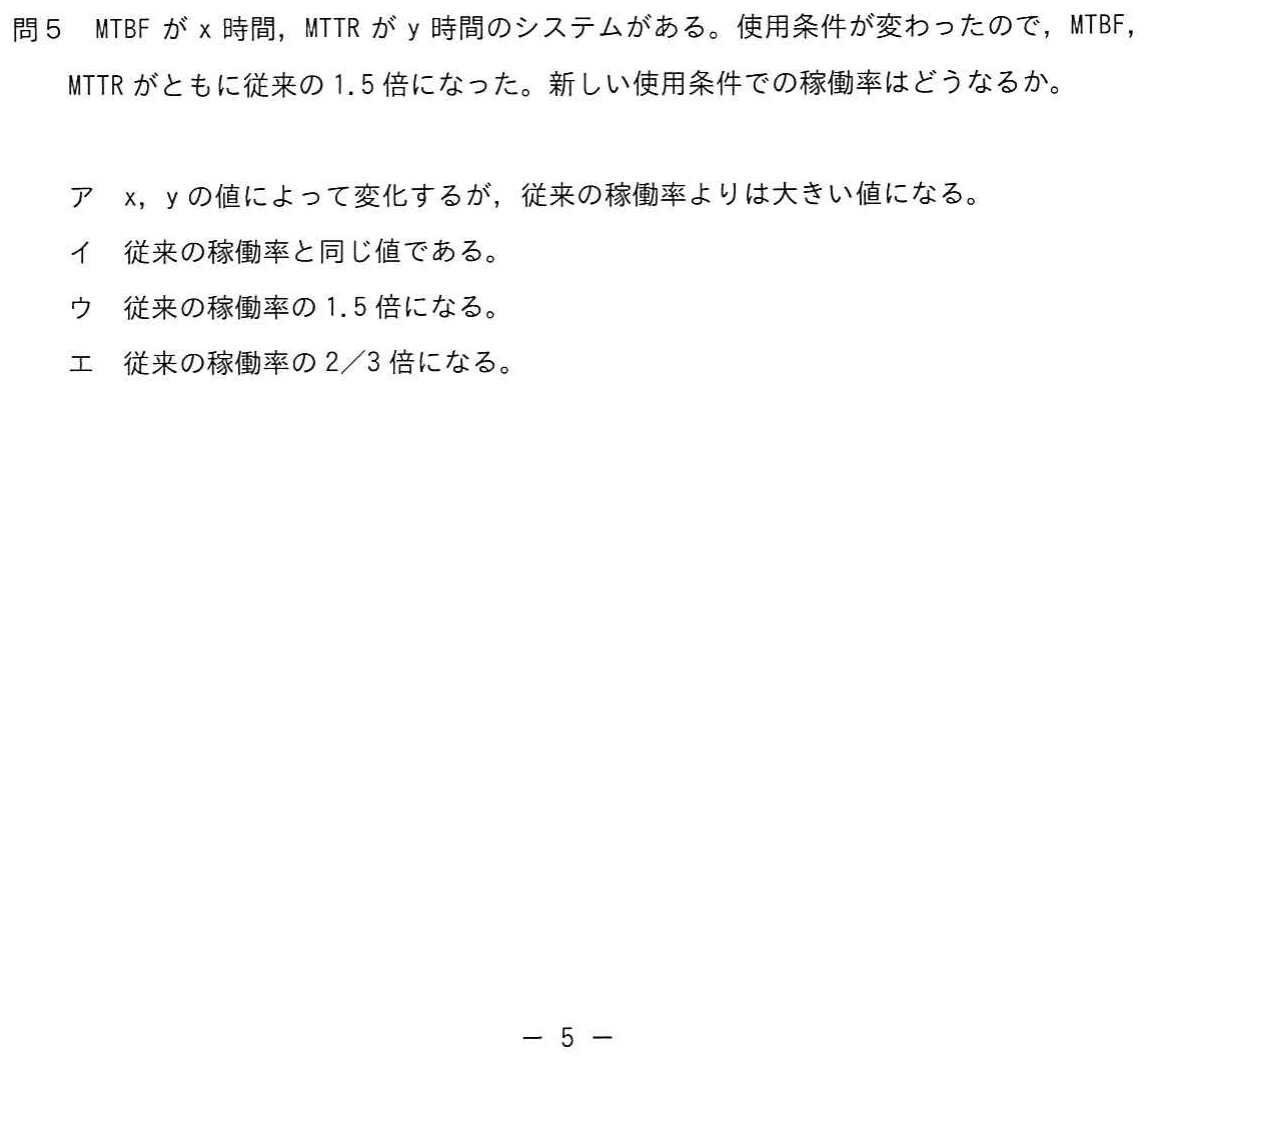 問５　MTBF が x 時間，MTTR が y 時間のシステムがある。使用条件が変わったので，MTBF，
MTTR がともに従来の 1.5 倍になった。新しい使用条件での稼働率はどうなるか。
ア　x，y の値によって変化するが，従来の稼働率よりは大きい値になる。
イ　従来の稼働率と同じ値である。
ウ　従来の稼働率の 1.5 倍になる。
エ　従来の稼働率の 2／3 倍になる。
－ 5 －